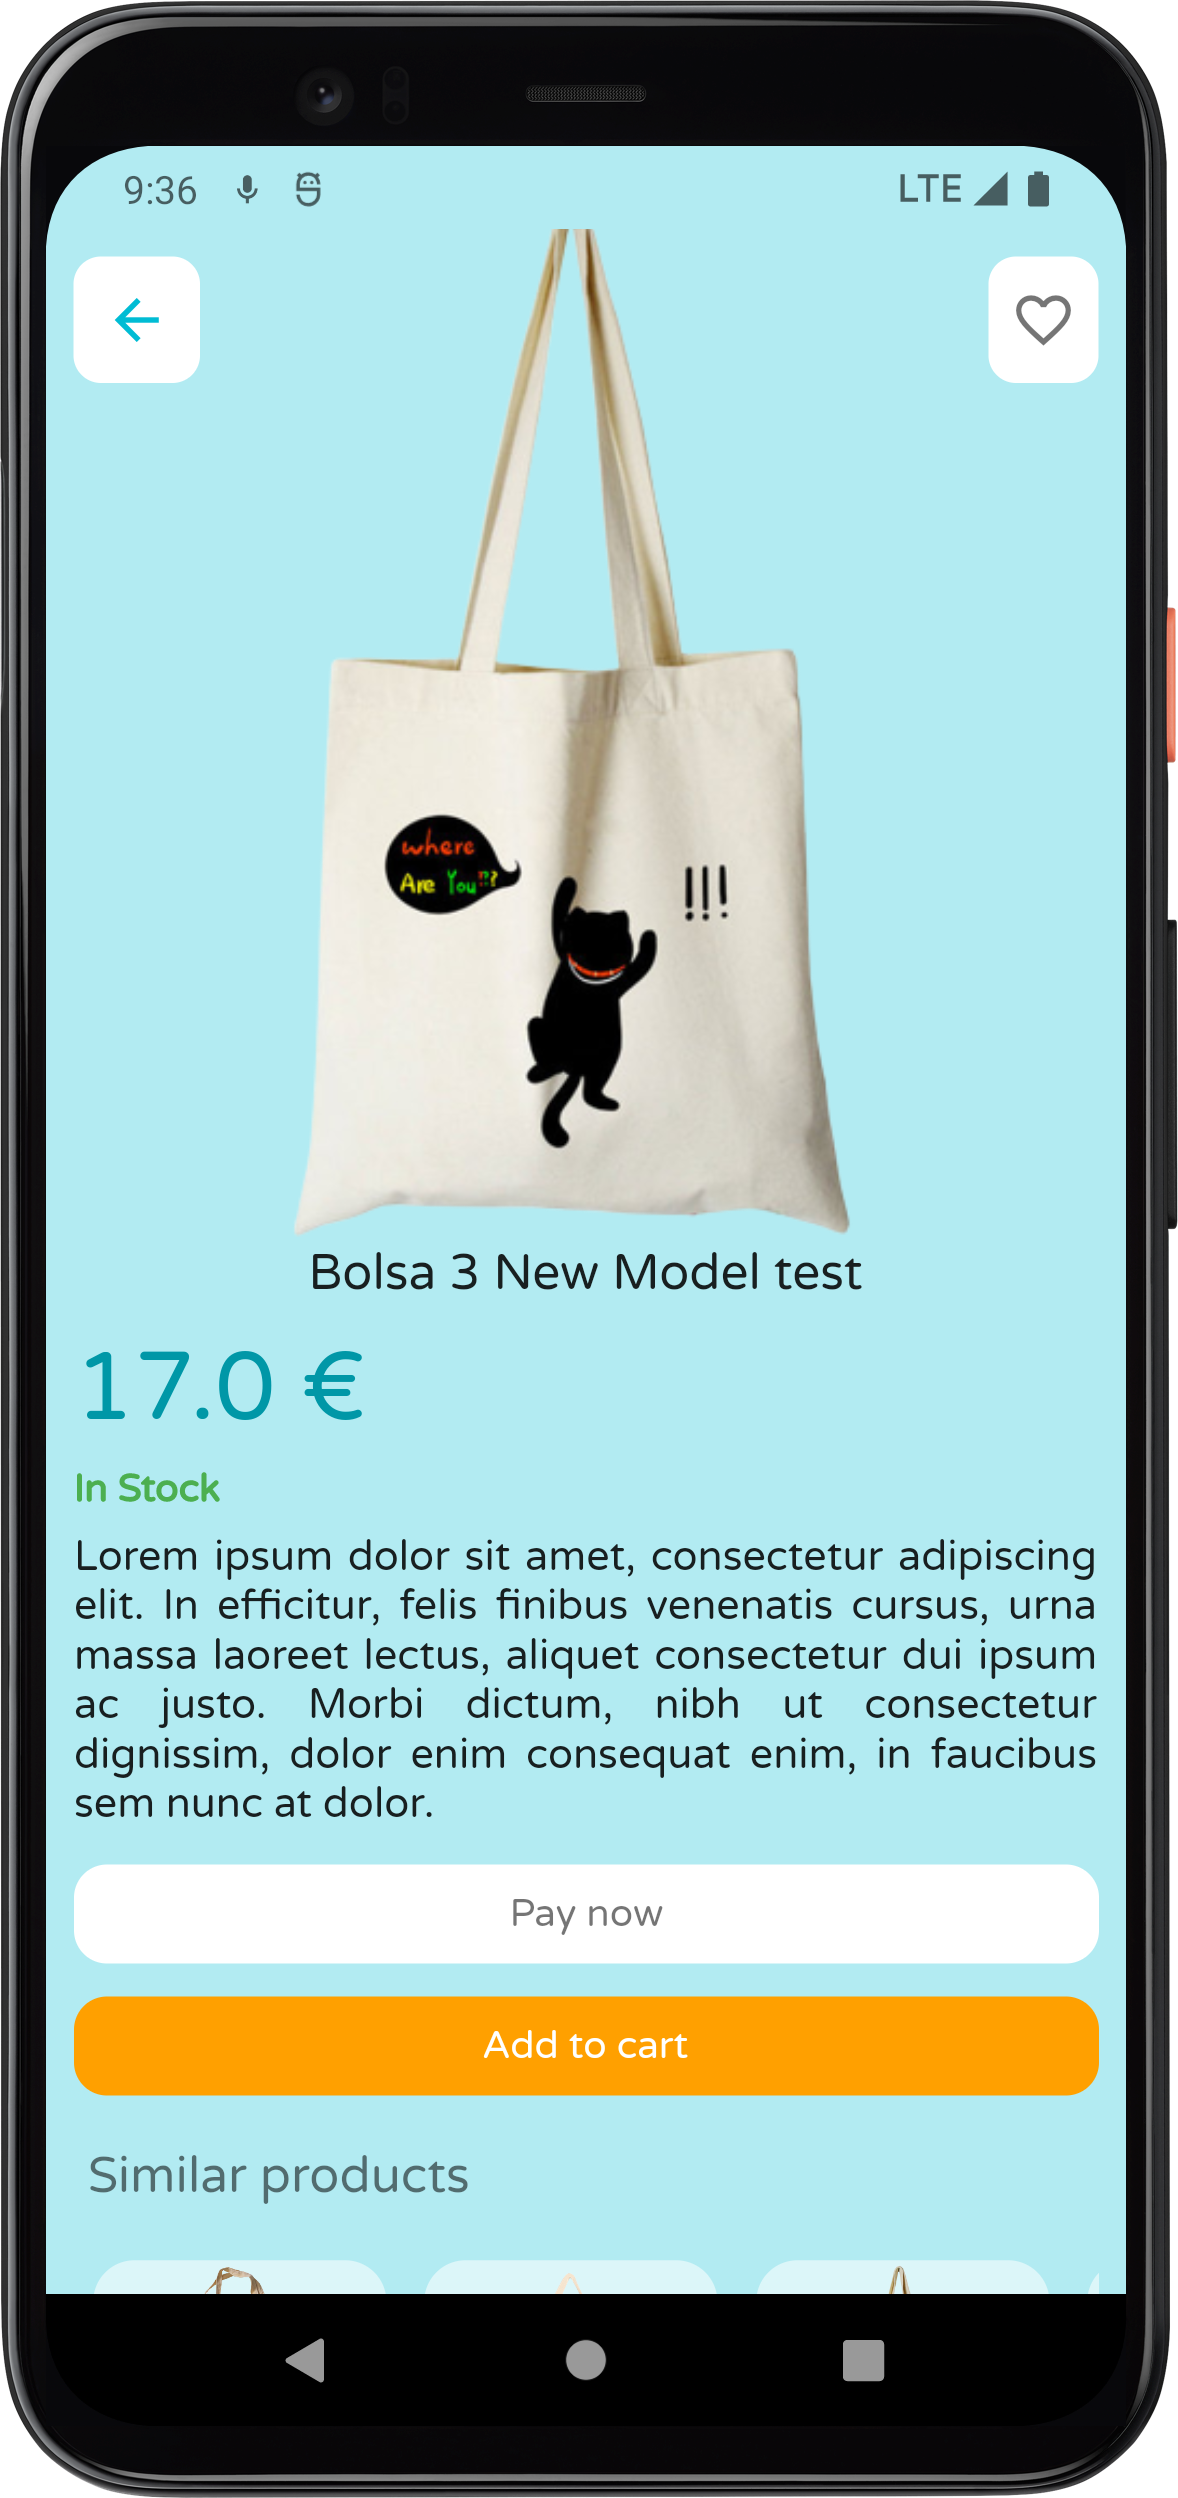 9:36 LTE
where
Are You!!?
!!!
Bolsa 3 New Model test
17.0 €
In Stock
Lorem ipsum dolor sit amet, consectetur adipiscing
elit. In efficitur, felis finibus venenatis cursus, urna
massa laoreet lectus, aliquet consectetur dui ipsum
ac justo. Morbi dictum, nibh ut consectetur
dignissim, dolor enim consequat enim, in faucibus
sem nunc at dolor.
Pay now
Add to cart
Similar products